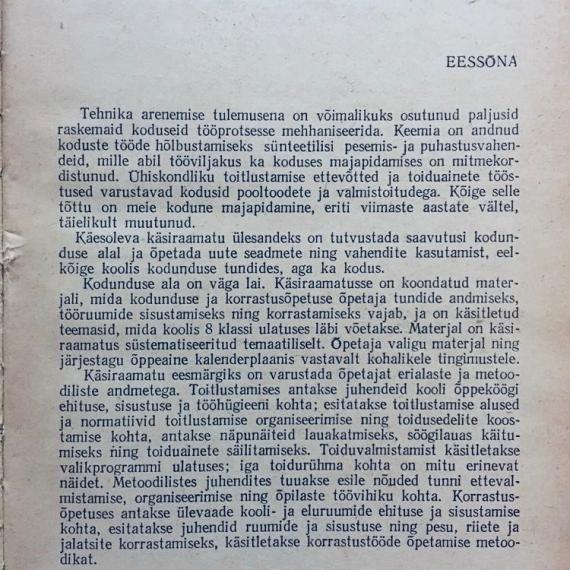 EESSÕNA
Tehnika arenemise tulemusena on võimalikuks osutunud paljusid
raskemaid koduseid tööprotsesse mehhaniseerida. Keemia on andnud
koduste tööde hõlbustamiseks sünteetilisi pesemis- ja puhastusvahen-
deid, mille abil tööviljakus ka koduses majapidamises on mitmekor-
distunud. Ühiskondliku toitlustamise ettevõtted ja toiduainete töös-
tused varustavad kodusid pooltoodete ja valmistoitudega. Kõige selle
tõttu on meie kodune majapidamine, eriti viimaste aastate vältel,
täielikult muutunud.
Käesoleva käsiraamatu ülesandeks on tutvustada saavutusi kodun-
duse alal ja õpetada uute seadmete ning vahendite kasutamist, eel-
kõige koolis kodunduse tundides, aga ka kodus.
Kodunduse ala on väga lai. Käsiraamatusse on koondatud mater-
jali, mida kodunduse ja korrastusõpetuse õpetaja tundide andmiseks,
tööruumide sisustamiseks ning korrastamiseks vajab, ja on käsitletud
teemasid, mida koolis 8 klassi ulatuses läbi võetakse. Materjal on käsi-
raamatus süstematiseeritud temaatiliselt. Õpetaja valigu materjal ning
järjestagu õppeaine kalenderplaanis vastavalt kohalikele tingimustele.
Käsiraamatu eesmärgiks on varustada õpetajat erialaste ja metoo-
diliste andmetega. Toitlustamises antakse juhendeid kooli õppeköögi
ehituse, sisustuse ja tööhügieeni kohta; esitatakse toitlustamise alused
ja normatiivid toitlustamise organiseerimise ning toidusedelite koos-
tamise kohta, antakse näpunäiteid lauakatmiseks, söögilauas käitu-
miseks ning toiduainete säilitamiseks. Toiduvalmistamist käsitletakse
valikprogrammi ulatuses; iga toidurühma kohta on mitu erinevat
näidet. Metoodilistes juhendites tuuakse esile nõuded tunni etteval-
mistamise, organiseerimise ning õpilaste töövihiku kohta. Korrastus-
õpetuses antakse ülevaade kooli- ja eluruumide ehituse ja sisustamise
kohta, esitatakse juhendid ruumide ja sisustuse ning pesu, riiete ja
jalatsite korrastamiseks, käsitletakse korrastustööde õpetamise metoo-
dikat.